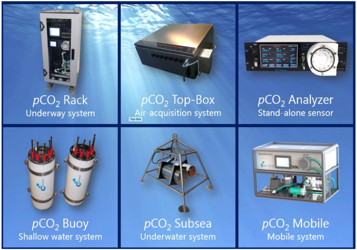 pCO₂ Rack
Underway system
pCO₂ Top-Box
Air-acquisition system
pCO₂ Analyzer
Stand-alone sensor
pCO₂ Buoy
Shallow water system
pCO₂ Subsea
Underwater system
pCO₂ Mobile
Mobile system